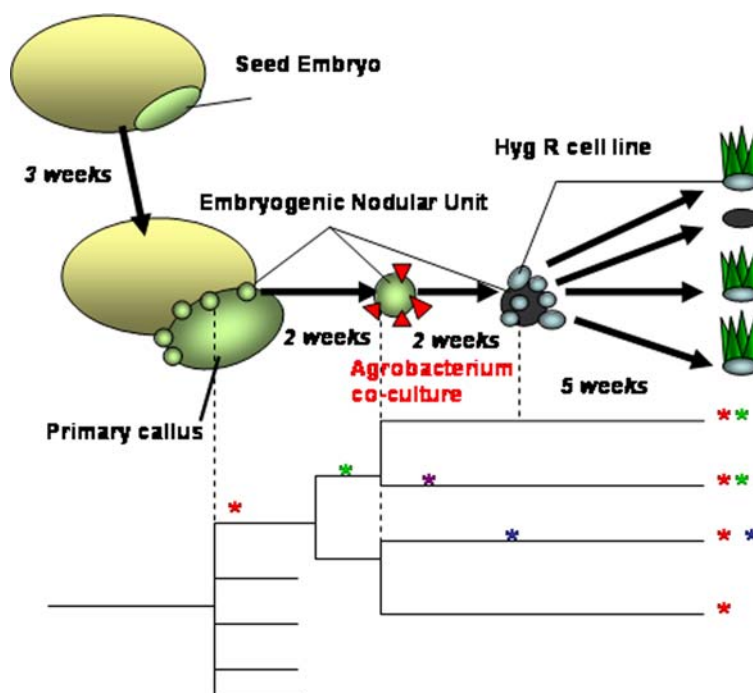 Seed Embryo
3 weeks
Hyg R cell line
Embryogenic Nodular Unit
2 weeks
2 weeks
Agrobacterium
co-culture
5 weeks
Primary callus
*
* *
* *
* *
* *
*